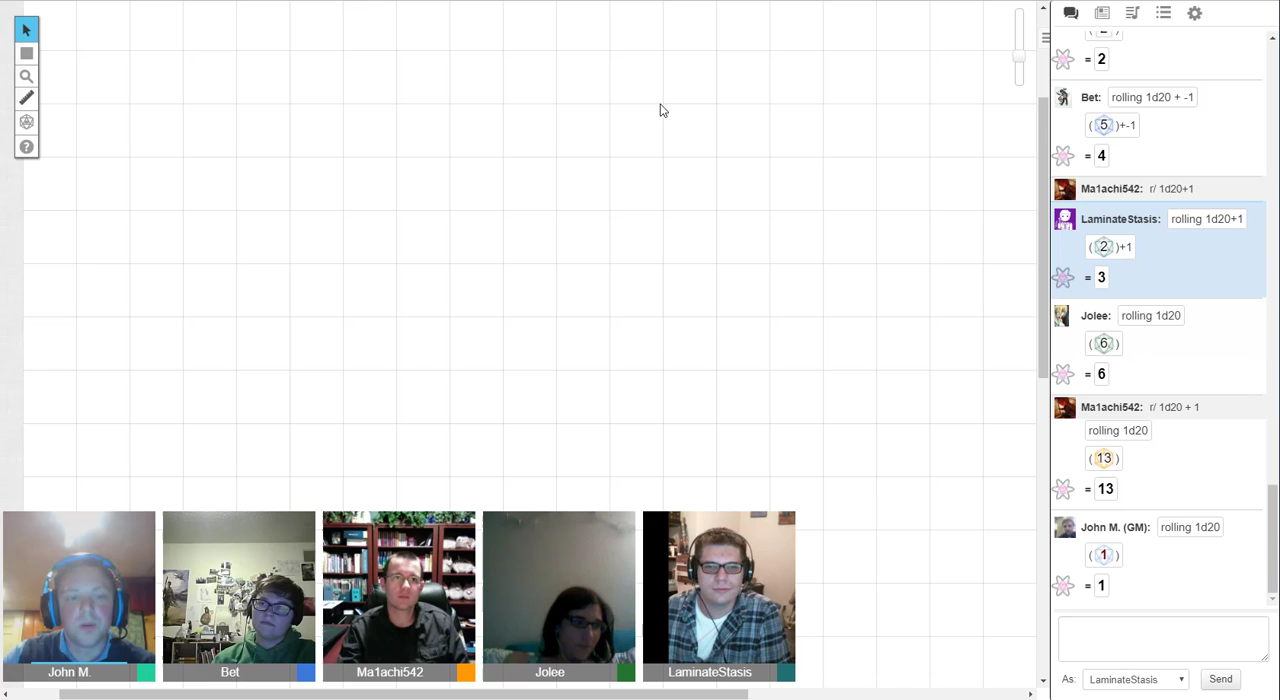 = 2
Bet: rolling 1d20 + -1
( 5 )+-1
= 4
Ma1achi542: r/ 1d20+1
LaminateStasis: rolling 1d20+1
( 2 )+1
= 3
Jolee: rolling 1d20
( 6 )
= 6
Ma1achi542: r/ 1d20 + 1
rolling 1d20
( 13 )
= 13
John M. (GM): rolling 1d20
( 1 )
= 1
As: LaminateStasis Send
John M. Bet Ma1achi542 Jolee LaminateStasis